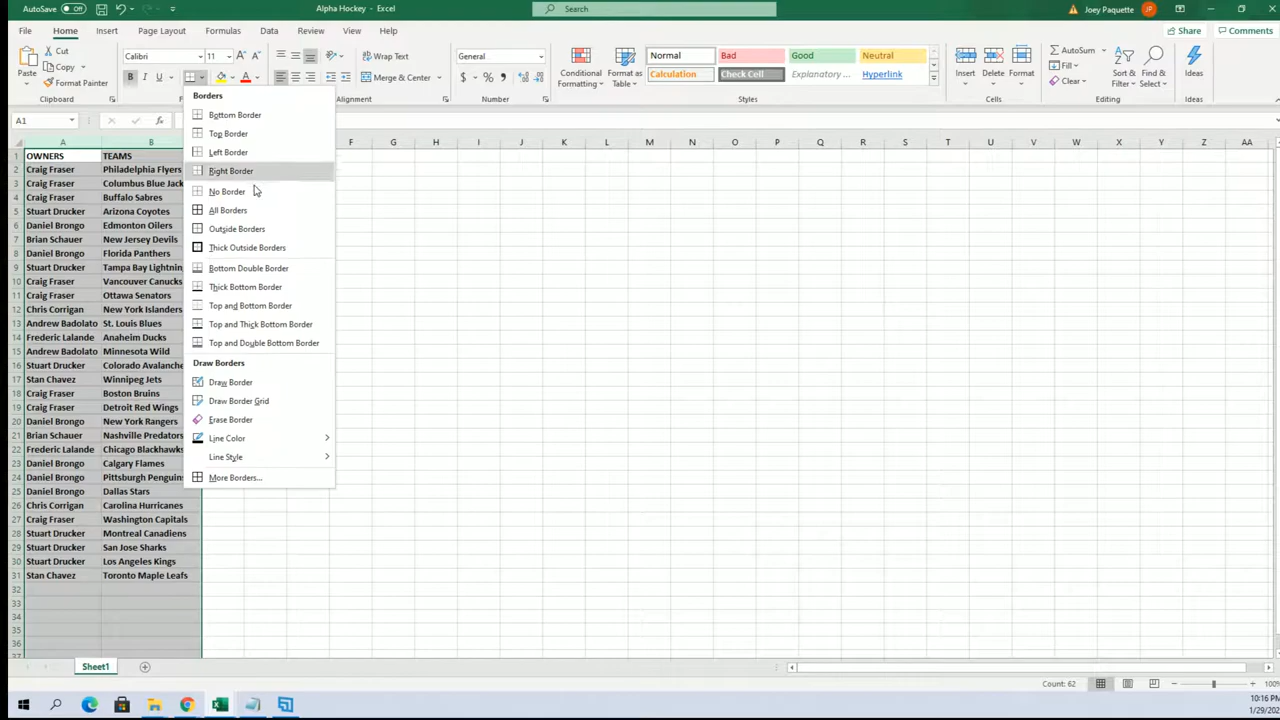 AutoSave Off Alpha Hockey - Excel Search Joey Paquette JP
File Home Insert Page Layout Formulas Data Review View Help Share Comments
Paste Cut Copy Format Painter Clipboard
Calibri 11 B I U
Wrap Text Merge & Center Alignment
General $ % Number
Conditional Formatting Format as Table
Normal Bad Good Neutral
Calculation Check Cell Explanatory ... Hyperlink
Styles
Insert Delete Format Cells
AutoSum Fill Clear Sort & Filter Find & Select Editing
Ideas Ideas
A1 fx
A B F G H I J K L M N O P Q R S T U V W X Y Z AA
1 OWNERS TEAMS
2 Craig Fraser Philadelphia Flyers
3 Craig Fraser Columbus Blue Jack
4 Craig Fraser Buffalo Sabres
5 Stuart Drucker Arizona Coyotes
6 Daniel Brongo Edmonton Oilers
7 Brian Schauer New Jersey Devils
8 Daniel Brongo Florida Panthers
9 Stuart Drucker Tampa Bay Lightnin
10 Craig Fraser Vancouver Canucks
11 Craig Fraser Ottawa Senators
12 Chris Corrigan New York Islanders
13 Andrew Badolato St. Louis Blues
14 Frederic Lalande Anaheim Ducks
15 Andrew Badolato Minnesota Wild
16 Stuart Drucker Colorado Avalanche
17 Stan Chavez Winnipeg Jets
18 Craig Fraser Boston Bruins
19 Craig Fraser Detroit Red Wings
20 Daniel Brongo New York Rangers
21 Brian Schauer Nashville Predators
22 Frederic Lalande Chicago Blackhawks
23 Daniel Brongo Calgary Flames
24 Daniel Brongo Pittsburgh Penguins
25 Daniel Brongo Dallas Stars
26 Chris Corrigan Carolina Hurricanes
27 Craig Fraser Washington Capitals
28 Stuart Drucker Montreal Canadiens
29 Stuart Drucker San Jose Sharks
30 Stuart Drucker Los Angeles Kings
31 Stan Chavez Toronto Maple Leafs
32
33
34
35
36
37
Borders
Bottom Border
Top Border
Left Border
Right Border
No Border
All Borders
Outside Borders
Thick Outside Borders
Bottom Double Border
Thick Bottom Border
Top and Bottom Border
Top and Thick Bottom Border
Top and Double Bottom Border
Draw Borders
Draw Border
Draw Border Grid
Erase Border
Line Color
Line Style
More Borders...
Sheet1
Count: 62 100%
10:16 PM
1/29/202